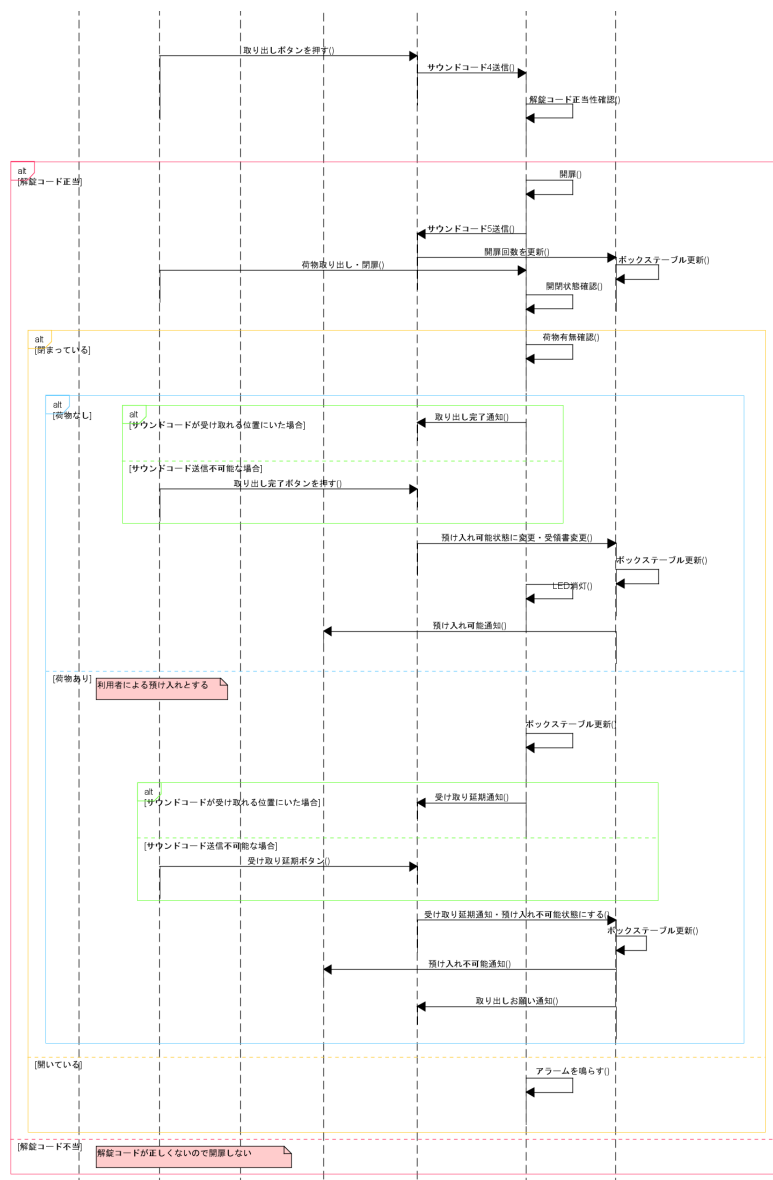 取り出しボタンを押す()
サウンドコード4送信()
解錠コード正当性確認()
alt
[解錠コード正当]
開扉()
サウンドコード5送信()
開扉回数を更新()
ボックステーブル更新()
荷物取り出し・閉扉()
開閉状態確認()
alt
[閉まっている]
荷物有無確認()
alt
[荷物なし]
alt
[サウンドコードが受け取れる位置にいた場合]
取り出し完了通知()
[サウンドコード送信不可能な場合]
取り出し完了ボタンを押す()
預け入れ可能状態に変更・受領書変更()
ボックステーブル更新()
LED消灯()
預け入れ可能通知()
[荷物あり]
利用者による預け入れとする
ボックステーブル更新()
alt
[サウンドコードが受け取れる位置にいた場合]
受け取り延期通知()
[サウンドコード送信不可能な場合]
受け取り延期ボタン()
受け取り延期通知・預け入れ不可能状態にする()
ボックステーブル更新()
預け入れ不可能通知()
取り出しお願い通知()
[開いている]
アラームを鳴らす()
[解錠コード不当]
解錠コードが正しくないので開扉しない